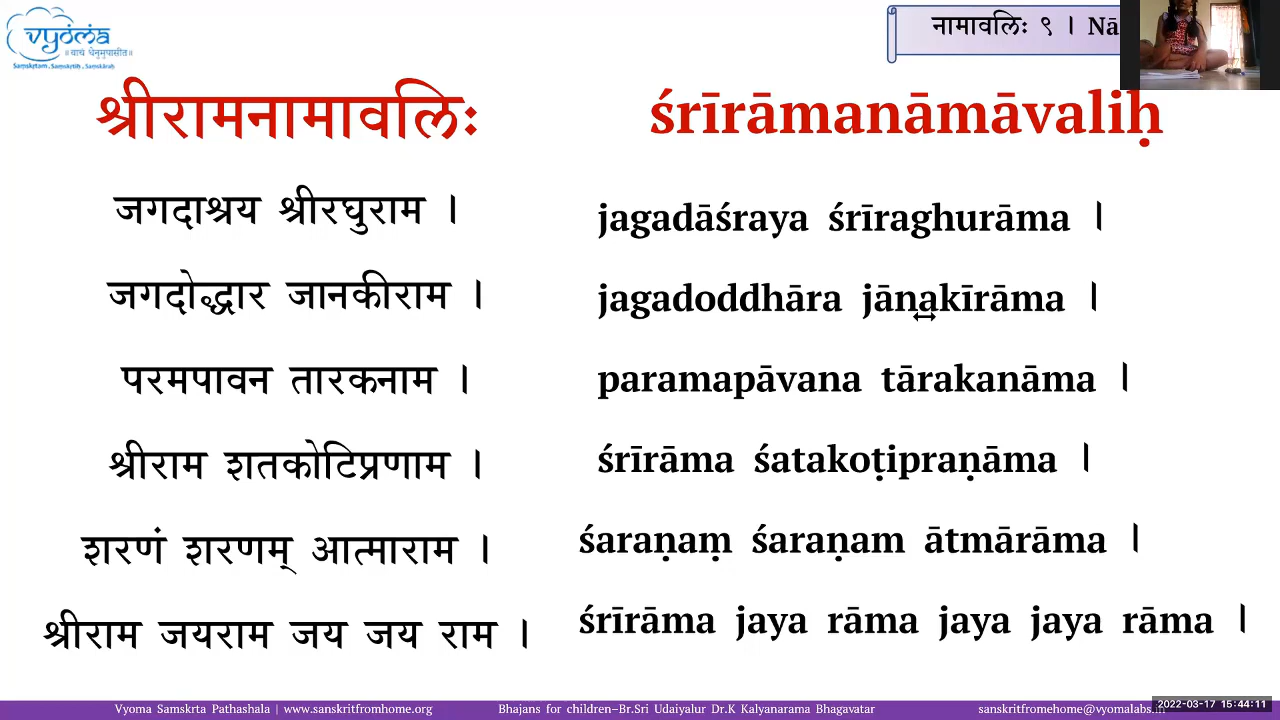 vyoma
॥ वाचं धेनुमुपासीत॥
Saṃskṛtam . Saṃskṛtiḥ . Saṃskāraḥ
नामावलिः ९ । Nā
श्रीरामनामावलिः
जगदाश्रय श्रीरघुराम ।
जगदोद्धार जानकीराम ।
परमपावन तारकनाम ।
श्रीराम शतकोटिप्रणाम ।
शरणं शरणम् आत्माराम ।
श्रीराम जयराम जय जय राम ।
śrīrāmanāmāvaliḥ
jagadāśraya śrīraghurāma ।
jagadoddhāra jānakīrāma ।
paramapāvana tārakanāma ।
śrīrāma śatakoṭipraṇāma ।
śaraṇaṃ śaraṇam ātmārāma ।
śrīrāma jaya rāma jaya jaya rāma ।
Vyoma Samskrta Pathashala | www.sanskritfromhome.org
Bhajans for children–Br.Sri Udaiyalur Dr.K Kalyanarama Bhagavatar
sanskritfromehome@vyomalabs.in
2022-03-17 15:44:11